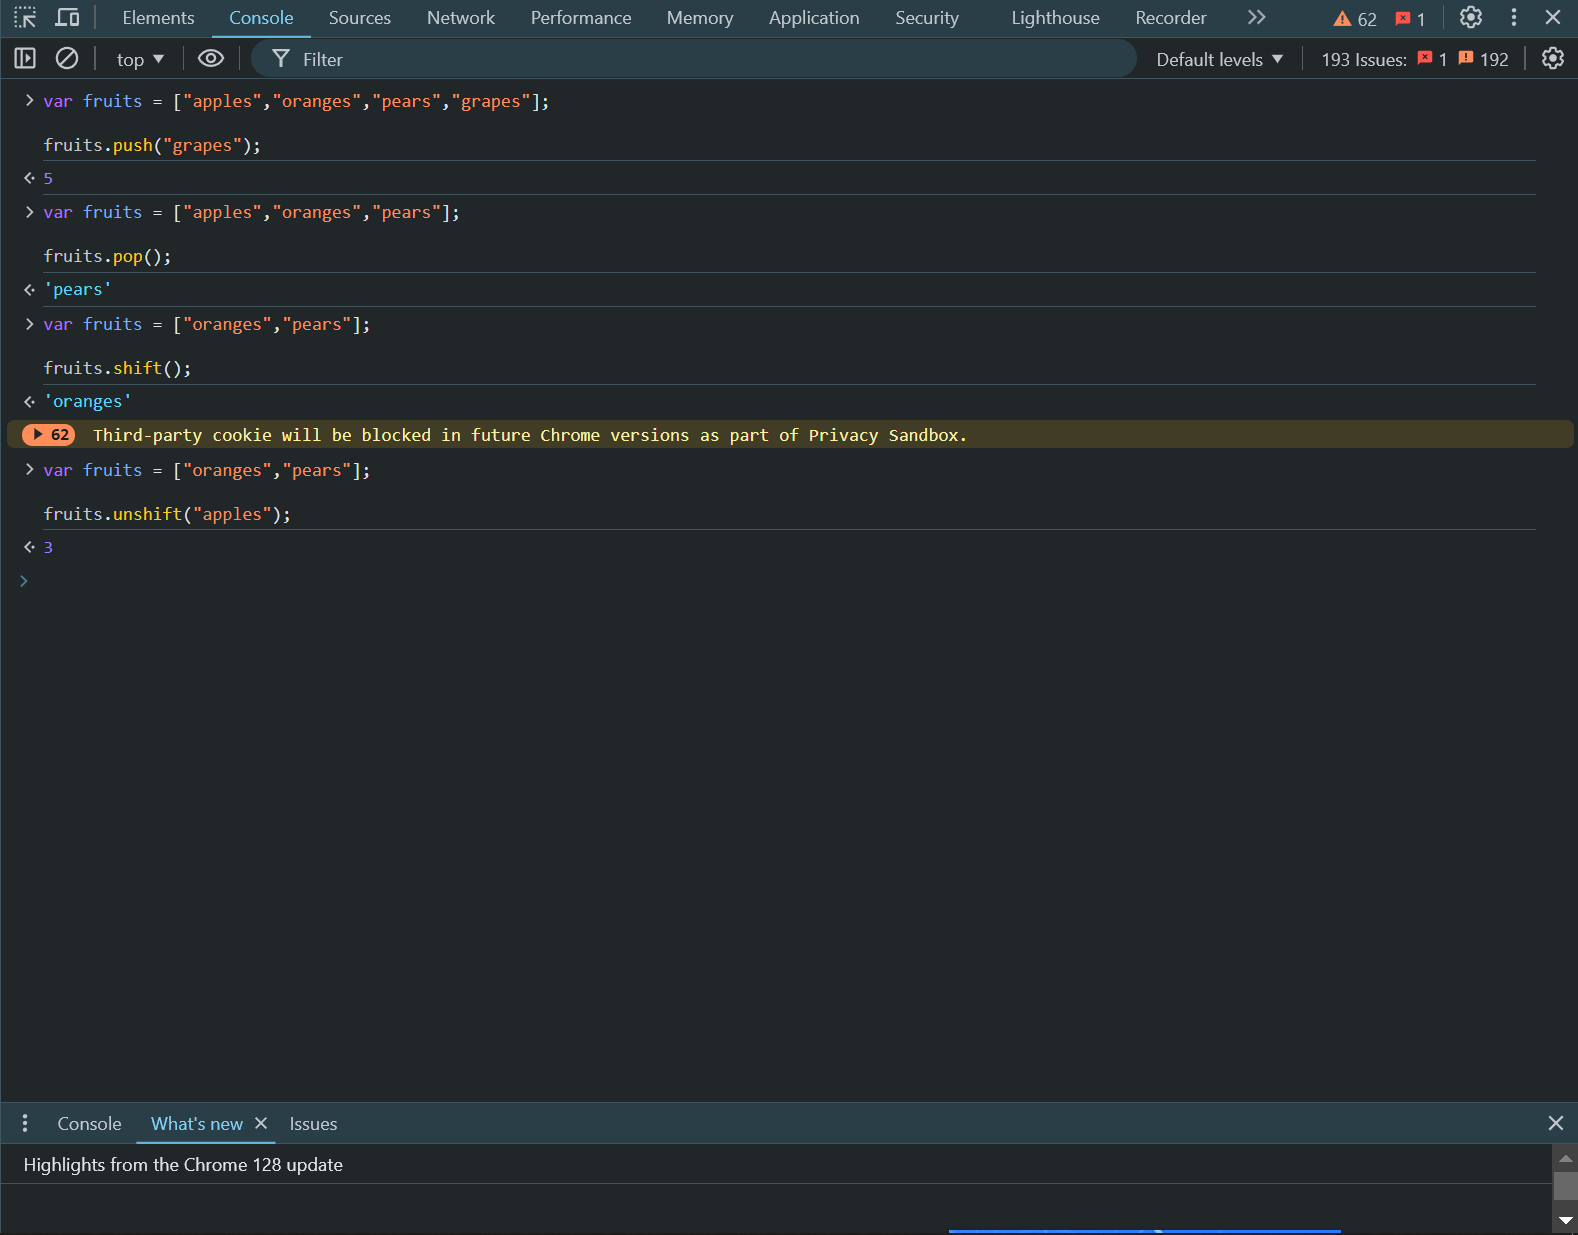 Elements Console Sources Network Performance Memory Application Security Lighthouse Recorder 62 1
top Filter Default levels 193 Issues: 1 192
var fruits = ["apples","oranges","pears","grapes"];
fruits.push("grapes");
5
var fruits = ["apples","oranges","pears"];
fruits.pop();
'pears'
var fruits = ["oranges","pears"];
fruits.shift();
'oranges'
62 Third-party cookie will be blocked in future Chrome versions as part of Privacy Sandbox.
var fruits = ["oranges","pears"];
fruits.unshift("apples");
3
Console What's new Issues
Highlights from the Chrome 128 update